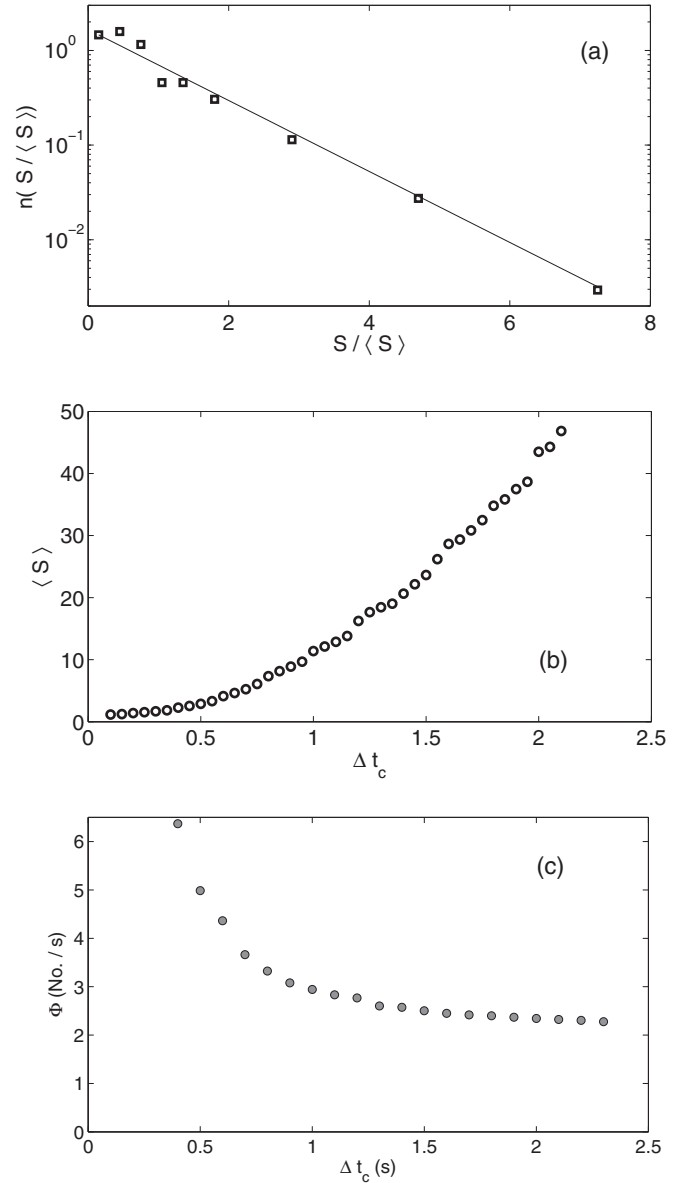 (a)
n( S / ⟨ S ⟩)
10^0
10^-1
10^-2
0 2 4 6 8
S / ⟨ S ⟩
(b)
⟨ S ⟩
50
40
30
20
10
0
0 0.5 1 1.5 2 2.5
Δ t_c
(c)
Φ (No. / s)
6
5
4
3
2
1
0
0 0.5 1 1.5 2 2.5
Δ t_c (s)